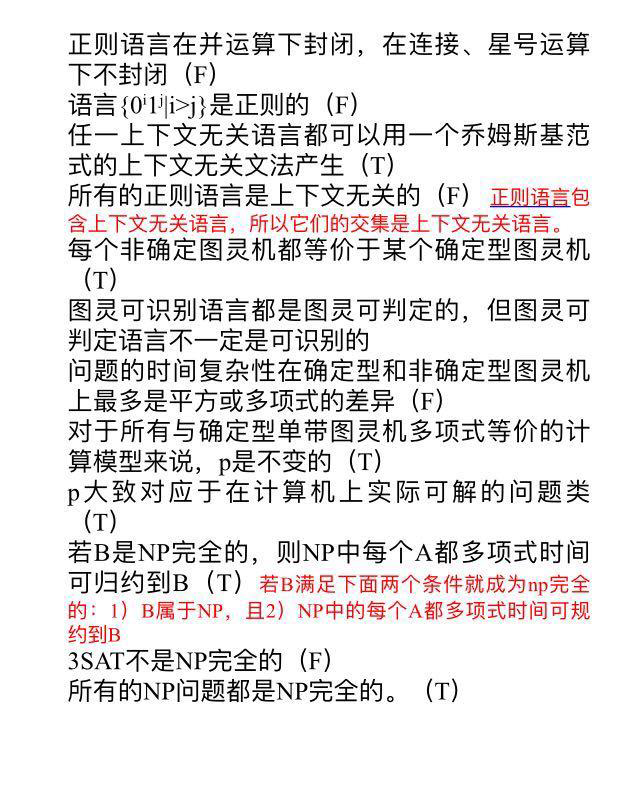 正则语言在并运算下封闭，在连接、星号运算
下不封闭（F）
语言{0ⁱ1ʲ|i>j}是正则的（F）
任一上下文无关语言都可以用一个乔姆斯基范
式的上下文无关文法产生（T）
所有的正则语言是上下文无关的（F） 正则语言包
含上下文无关语言，所以它们的交集是上下文无关语言。
每个非确定图灵机都等价于某个确定型图灵机
（T）
图灵可识别语言都是图灵可判定的，但图灵可
判定语言不一定是可识别的
问题的时间复杂性在确定型和非确定型图灵机
上最多是平方或多项式的差异（F）
对于所有与确定型单带图灵机多项式等价的计
算模型来说，p是不变的（T）
p大致对应于在计算机上实际可解的问题类
（T）
若B是NP完全的，则NP中每个A都多项式时间
可归约到B（T）若B满足下面两个条件就成为np完全
的：1）B属于NP，且2）NP中的每个A都多项式时间可规
约到B
3SAT不是NP完全的（F）
所有的NP问题都是NP完全的。（T）